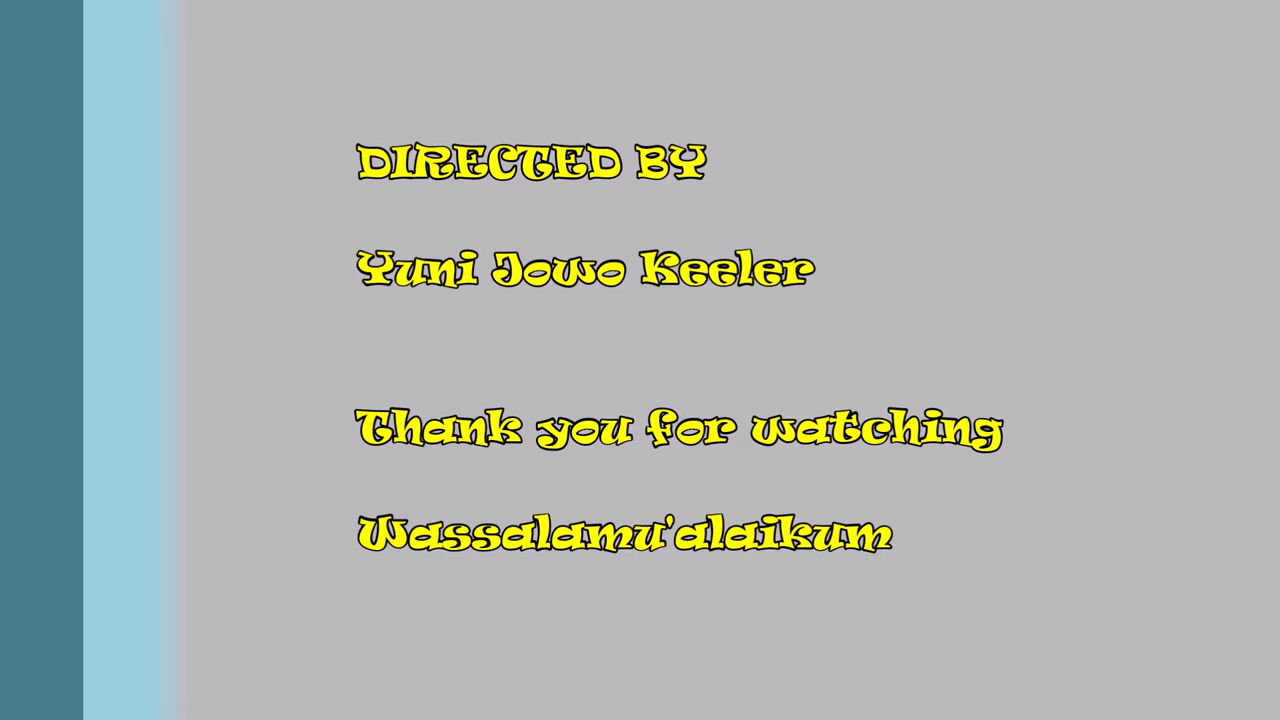 DIRECTED BY
Yuni Jowo Keeler
Thank you for watching
Wassalamu'alaikum